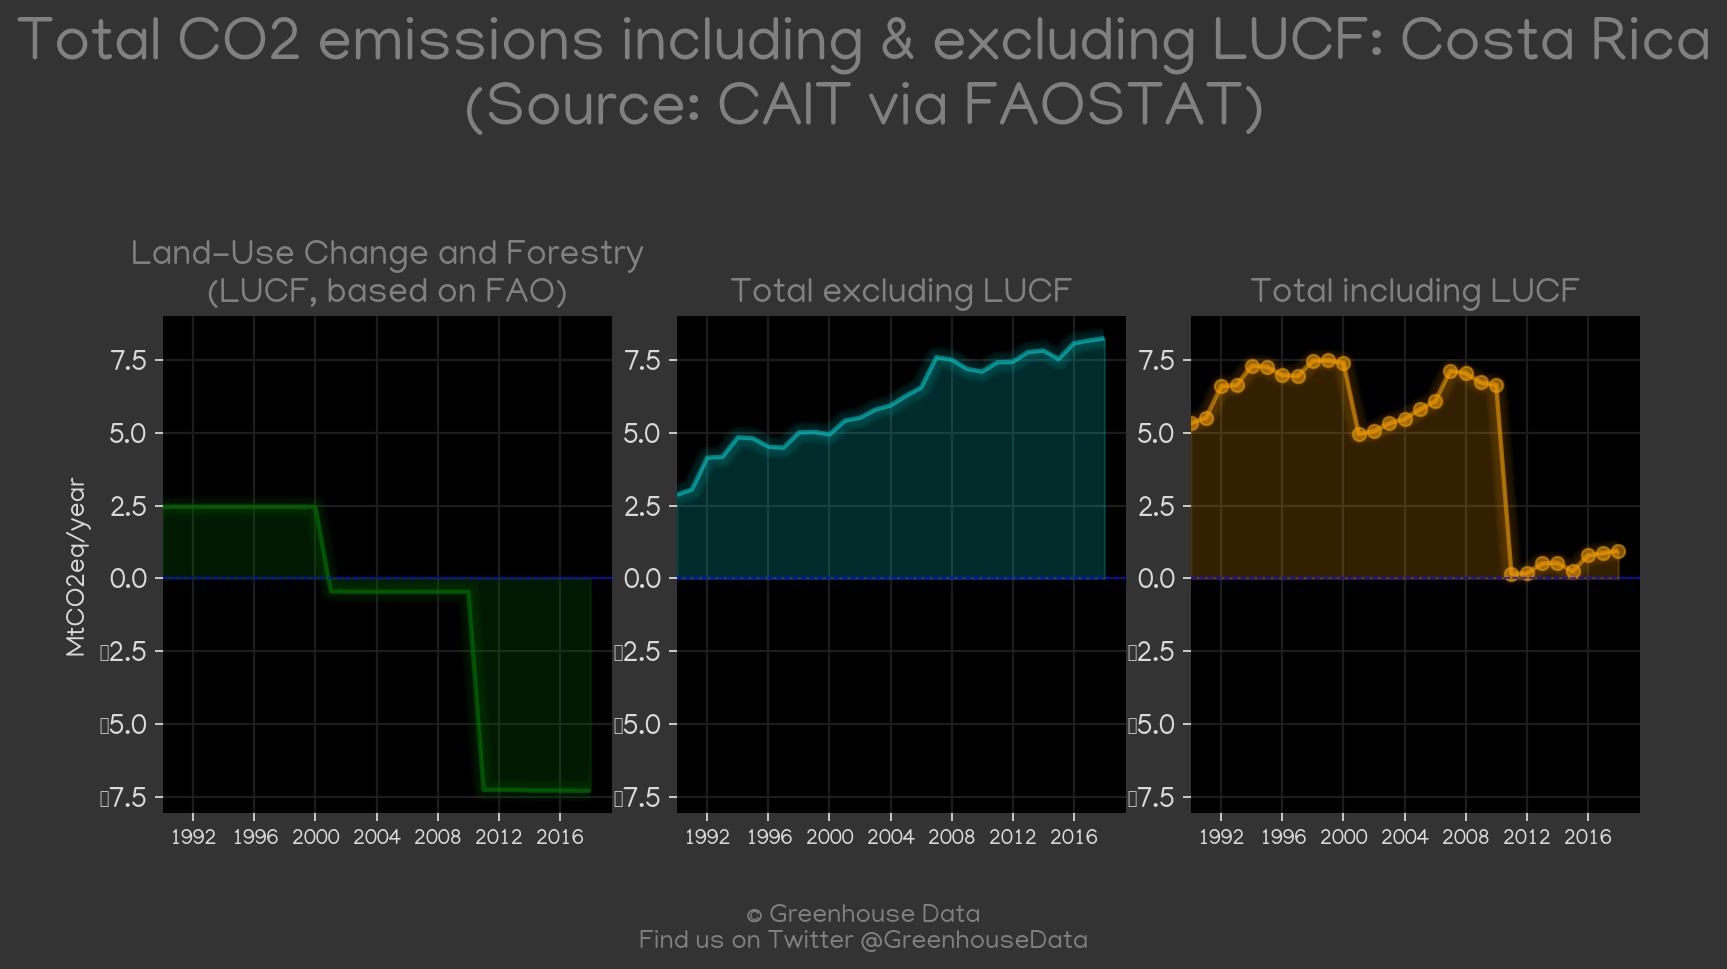 Total CO2 emissions including & excluding LUCF: Costa Rica
(Source: CAIT via FAOSTAT)
Land-Use Change and Forestry
(LUCF, based on FAO)
MtCO2eq/year
7.5
5.0
2.5
0.0
▯2.5
▯5.0
▯7.5
1992 1996 2000 2004 2008 2012 2016
Total excluding LUCF
7.5
5.0
2.5
0.0
▯2.5
▯5.0
▯7.5
1992 1996 2000 2004 2008 2012 2016
Total including LUCF
7.5
5.0
2.5
0.0
▯2.5
▯5.0
▯7.5
1992 1996 2000 2004 2008 2012 2016
© Greenhouse Data
Find us on Twitter @GreenhouseData